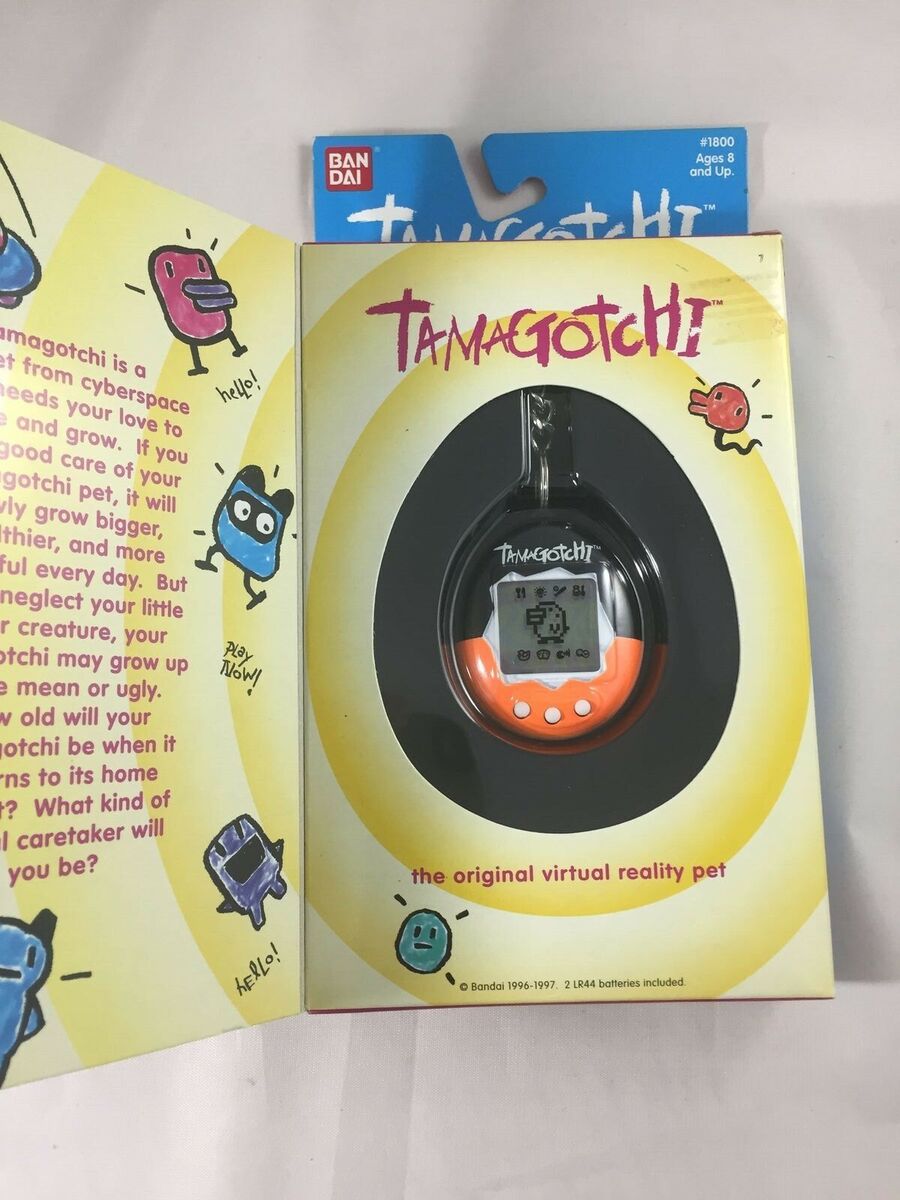 BAN
DAI
#1800
Ages 8
and Up.
TAMAGOTCHI™
TAMAGOTCHI™
TAMAGOTCHI™
the original virtual reality pet
© Bandai 1996-1997. 2 LR44 batteries included.
amagotchi is a
et from cyberspace
needs your love to
e and grow. If you
good care of your
gotchi pet, it will
wly grow bigger,
lthier, and more
ful every day. But
neglect your little
r creature, your
otchi may grow up
e mean or ugly.
w old will your
gotchi be when it
rns to its home
t? What kind of
l caretaker will
you be?
hello!
Play
Now!
hello!